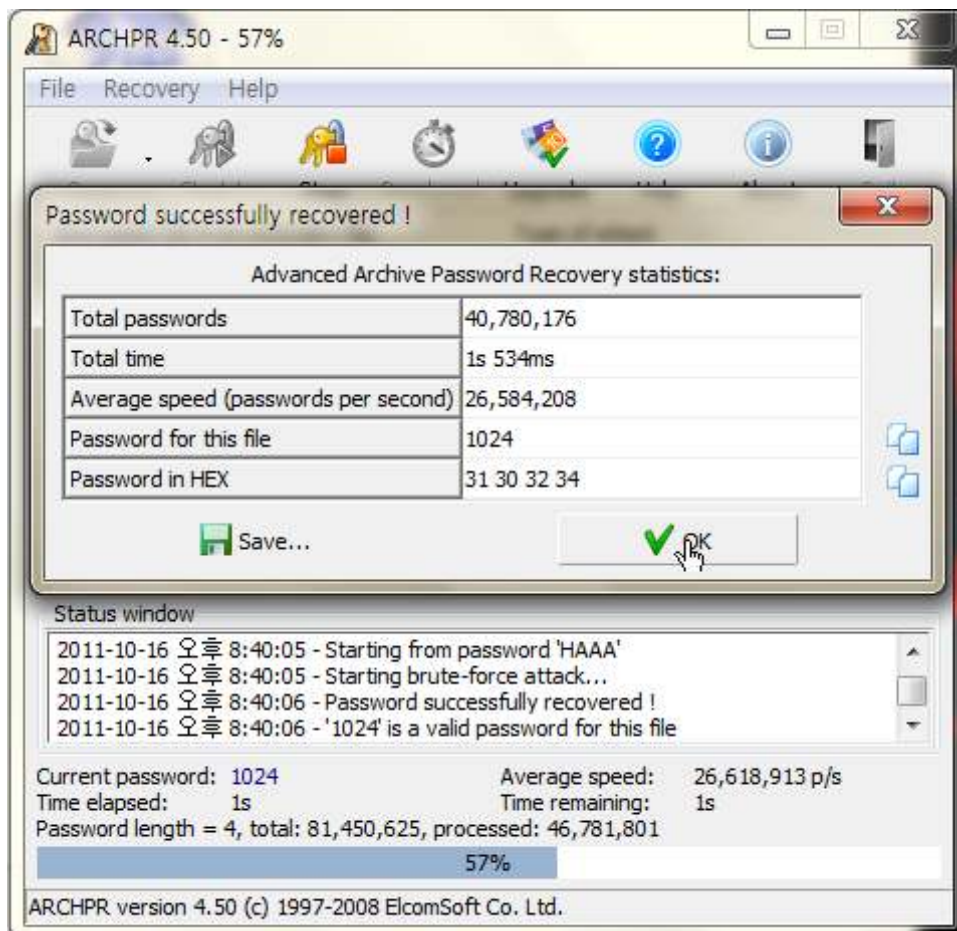 ARCHPR 4.50 - 57%
File Recovery Help
Password successfully recovered !
Advanced Archive Password Recovery statistics:
Total passwords 40,780,176
Total time 1s 534ms
Average speed (passwords per second) 26,584,208
Password for this file 1024
Password in HEX 31 30 32 34
Save... OK
Status window
2011-10-16 오후 8:40:05 - Starting from password 'HAAA'
2011-10-16 오후 8:40:05 - Starting brute-force attack...
2011-10-16 오후 8:40:06 - Password successfully recovered !
2011-10-16 오후 8:40:06 - '1024' is a valid password for this file
Current password: 1024 Average speed: 26,618,913 p/s
Time elapsed: 1s Time remaining: 1s
Password length = 4, total: 81,450,625, processed: 46,781,801
57%
ARCHPR version 4.50 (c) 1997-2008 ElcomSoft Co. Ltd.